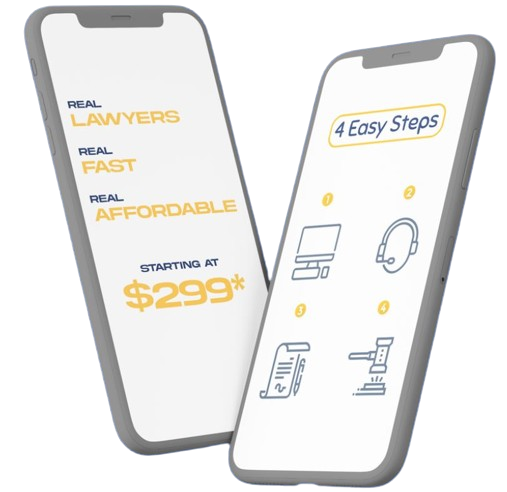 REAL
LAWYERS
REAL
FAST
REAL
AFFORDABLE
STARTING AT
$299*
4 Easy Steps
1
2
3
4